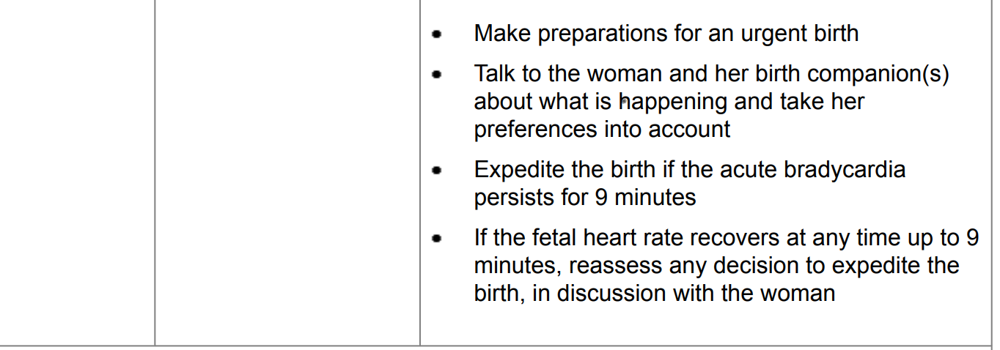 • Make preparations for an urgent birth
• Talk to the woman and her birth companion(s)
about what is happening and take her
preferences into account
• Expedite the birth if the acute bradycardia
persists for 9 minutes
• If the fetal heart rate recovers at any time up to 9
minutes, reassess any decision to expedite the
birth, in discussion with the woman